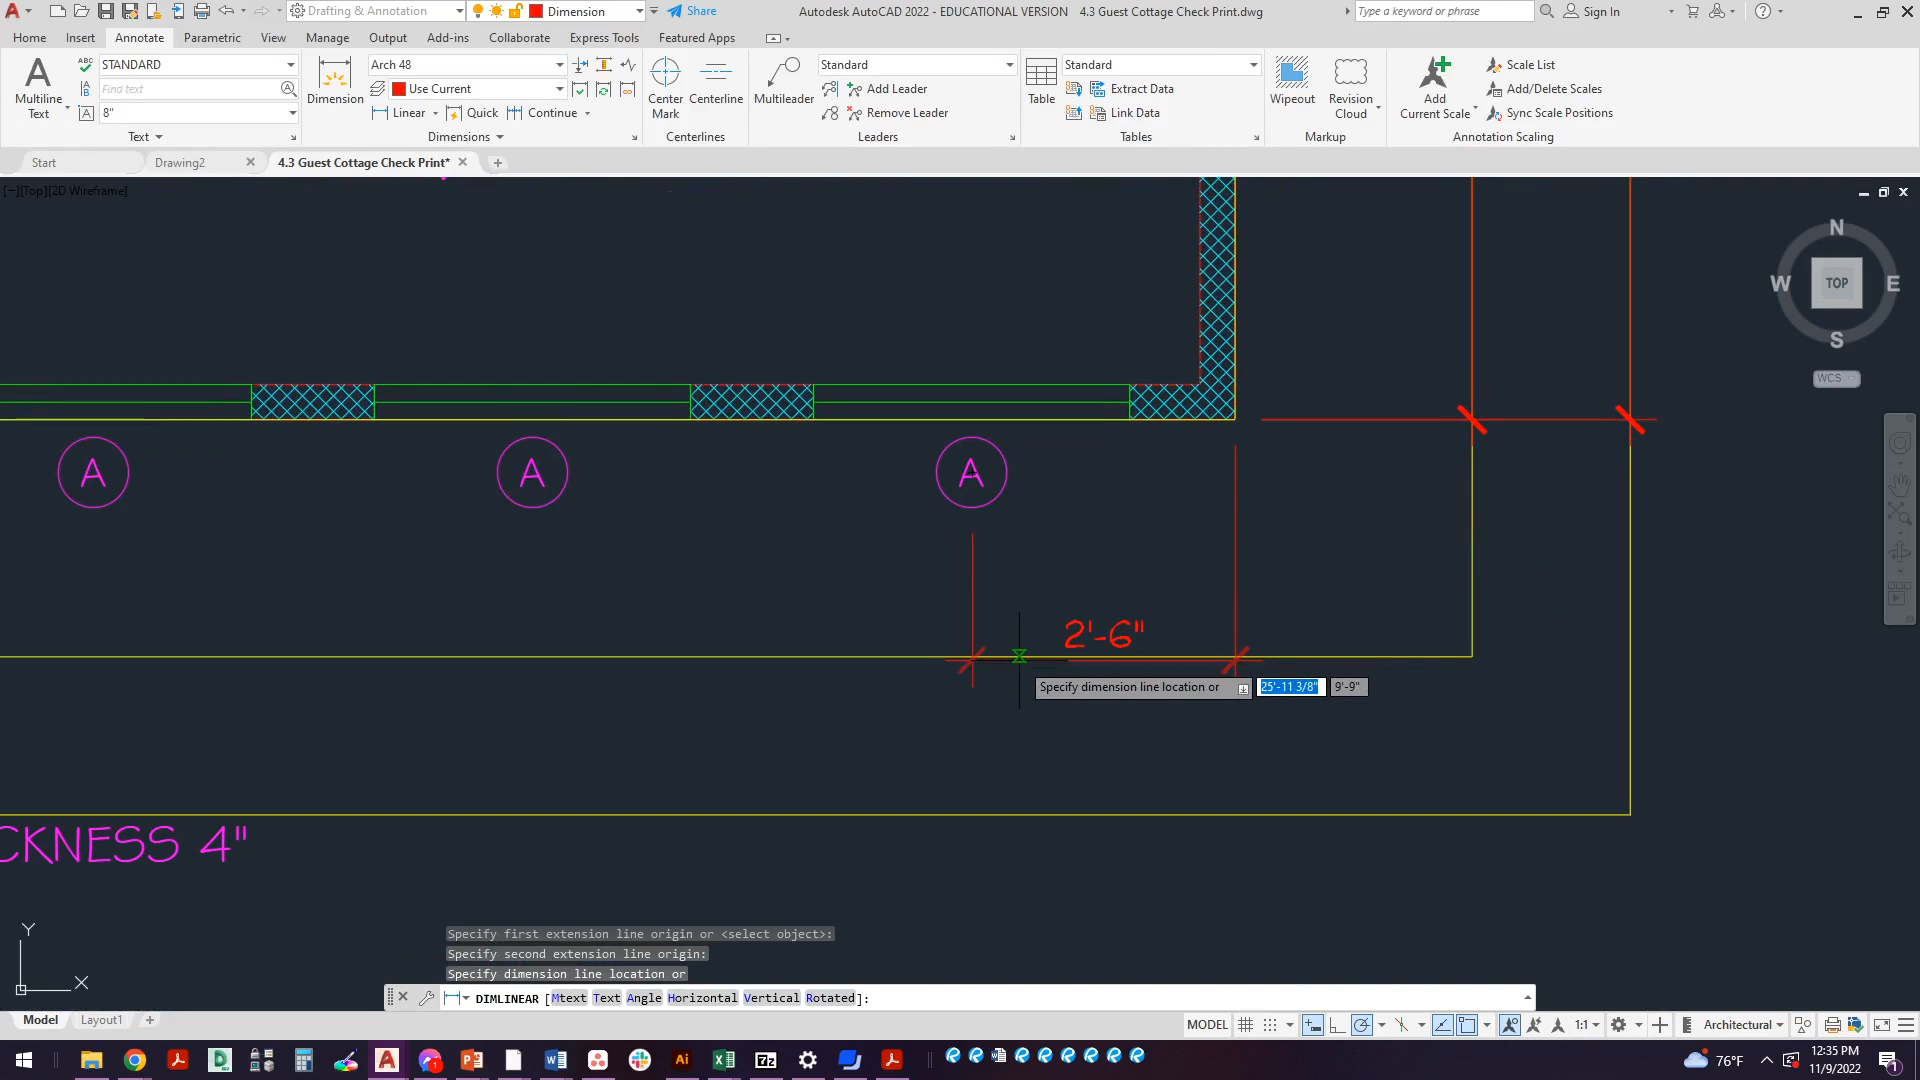 Drafting & Annotation
Dimension
Share
Autodesk AutoCAD 2022 - EDUCATIONAL VERSION 4.3 Guest Cottage Check Print.dwg
Type a keyword or phrase
Sign In
Home Insert Annotate Parametric View Manage Output Add-ins Collaborate Express Tools Featured Apps
Multiline
Text
ABC
STANDARD
Find text
8"
Text
Dimension
Arch 48
Use Current
Linear Quick Continue
Dimensions
Center
Mark
Centerline
Centerlines
Multileader
Standard
Add Leader
Remove Leader
Leaders
Table
Standard
Extract Data
Link Data
Tables
Wipeout
Revision
Cloud
Markup
Add
Current Scale
Scale List
Add/Delete Scales
Sync Scale Positions
Annotation Scaling
Start Drawing2 4.3 Guest Cottage Check Print*
[−][Top][2D Wireframe]
N
W TOP E
S
WCS
A A A
2'-6"
Specify dimension line location or 25'-11 3/8" 9'-9"
CKNESS 4"
Y
X
Specify first extension line origin or <select object>:
Specify second extension line origin:
Specify dimension line location or
DIMLINEAR [Mtext Text Angle Horizontal Vertical Rotated]:
Model Layout1
MODEL 1:1 Architectural
76°F
12:35 PM
11/9/2022